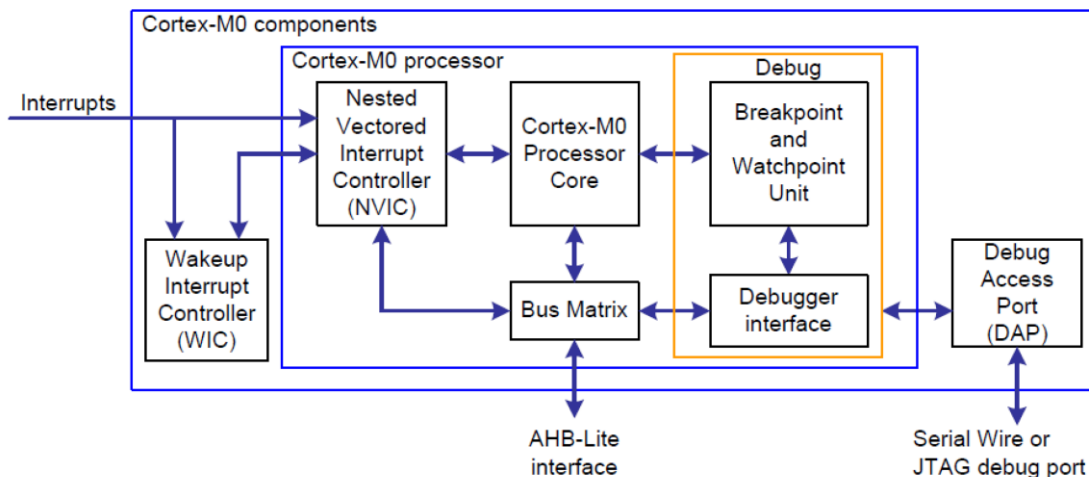 Cortex-M0 components
Cortex-M0 processor
Debug
Interrupts
Nested
Vectored
Interrupt
Controller
(NVIC)
Cortex-M0
Processor
Core
Breakpoint
and
Watchpoint
Unit
Wakeup
Interrupt
Controller
(WIC)
Bus Matrix
Debugger
interface
Debug
Access
Port
(DAP)
AHB-Lite
interface
Serial Wire or
JTAG debug port